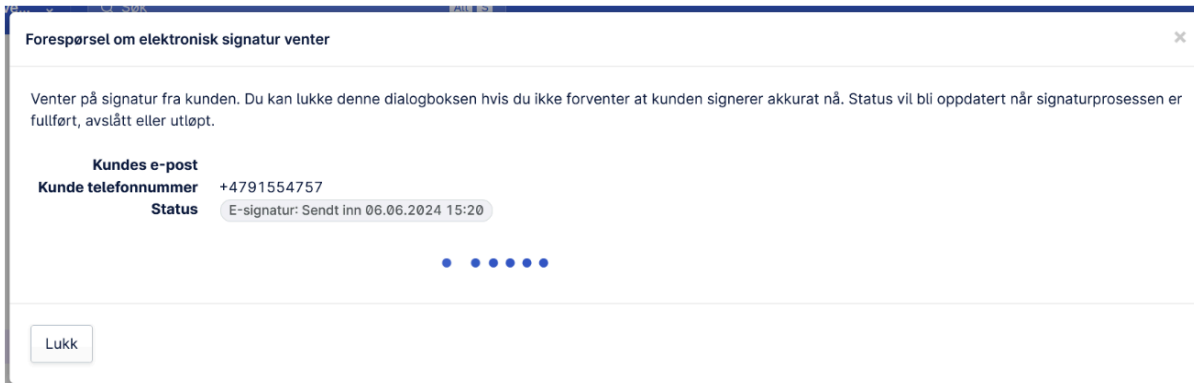 Søk
Alt
S
Forespørsel om elektronisk signatur venter
×
Venter på signatur fra kunden. Du kan lukke denne dialogboksen hvis du ikke forventer at kunden signerer akkurat nå. Status vil bli oppdatert når signaturprosessen er
fullført, avslått eller utløpt.
Kundes e-post
Kunde telefonnummer +4791554757
Status E-signatur: Sendt inn 06.06.2024 15:20
Lukk